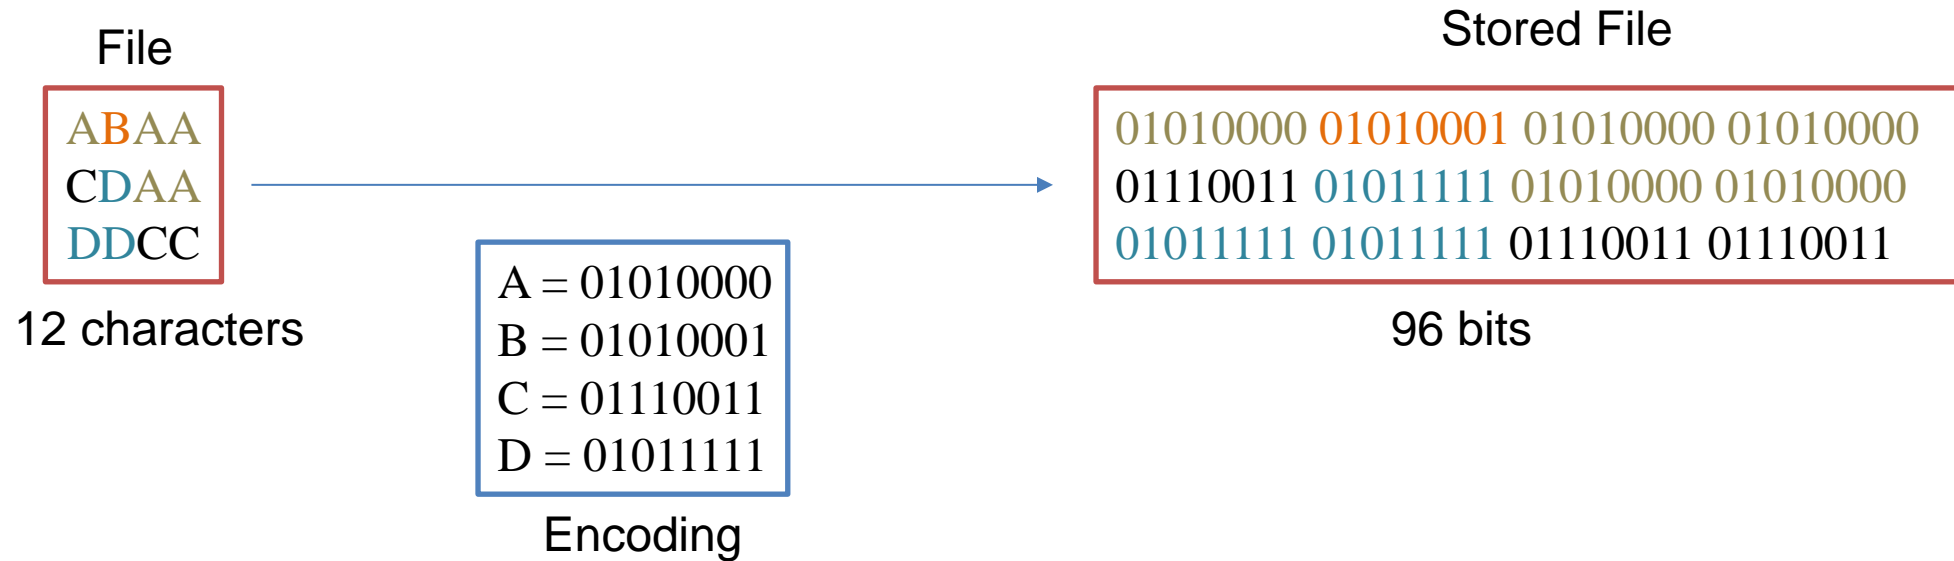 File
ABAA
CDAA
DDCC
12 characters
A = 01010000
B = 01010001
C = 01110011
D = 01011111
Encoding
Stored File
01010000 01010001 01010000 01010000
01110011 01011111 01010000 01010000
01011111 01011111 01110011 01110011
96 bits